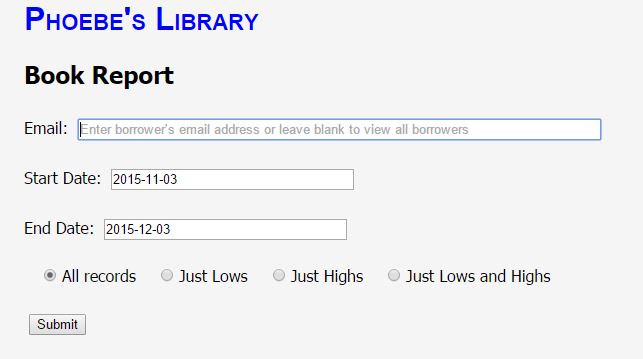 Phoebe's Library
Book Report
Email: Enter borrower's email address or leave blank to view all borrowers
Start Date: 2015-11-03
End Date: 2015-12-03
All records Just Lows Just Highs Just Lows and Highs
Submit